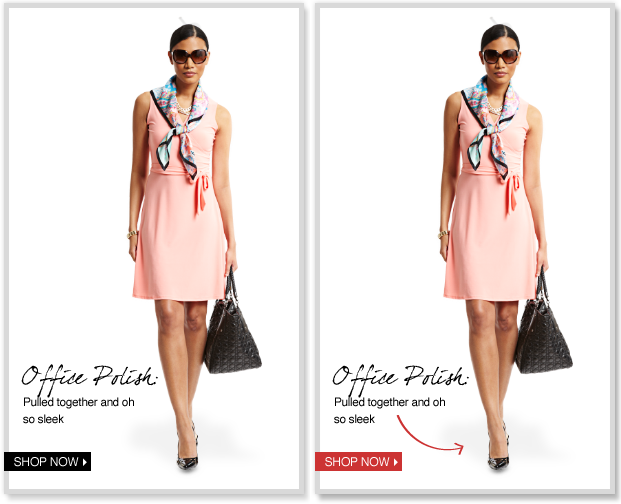 Office Polish:
Pulled together and oh
so sleek
SHOP NOW
Office Polish:
Pulled together and oh
so sleek
SHOP NOW